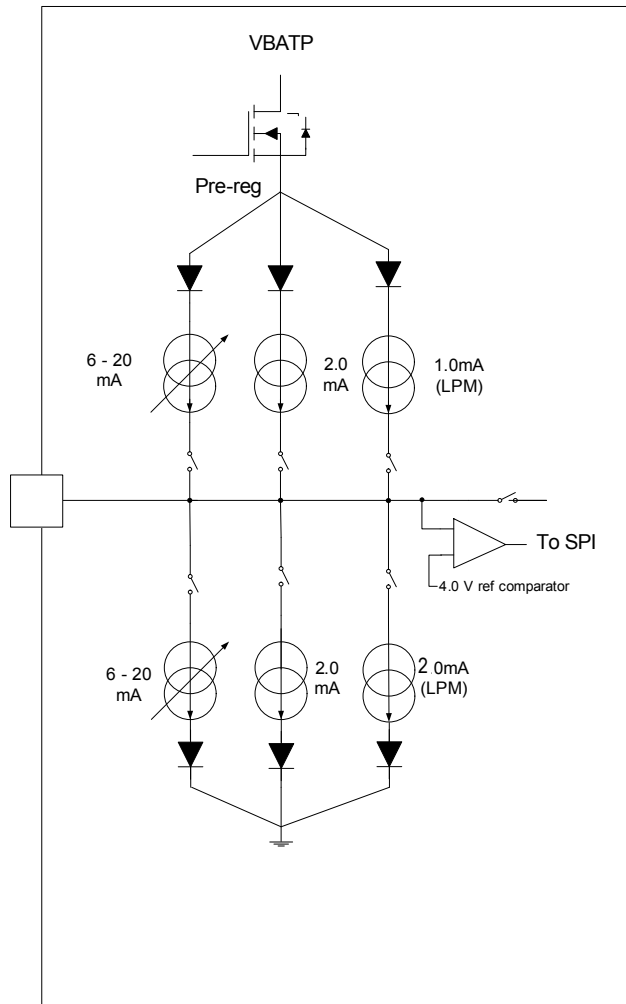 VBATP
Pre-reg
6 - 20
mA
2.0
mA
1.0mA
(LPM)
To SPI
4.0 V ref comparator
6 - 20
mA
2.0
mA
2.0mA
(LPM)